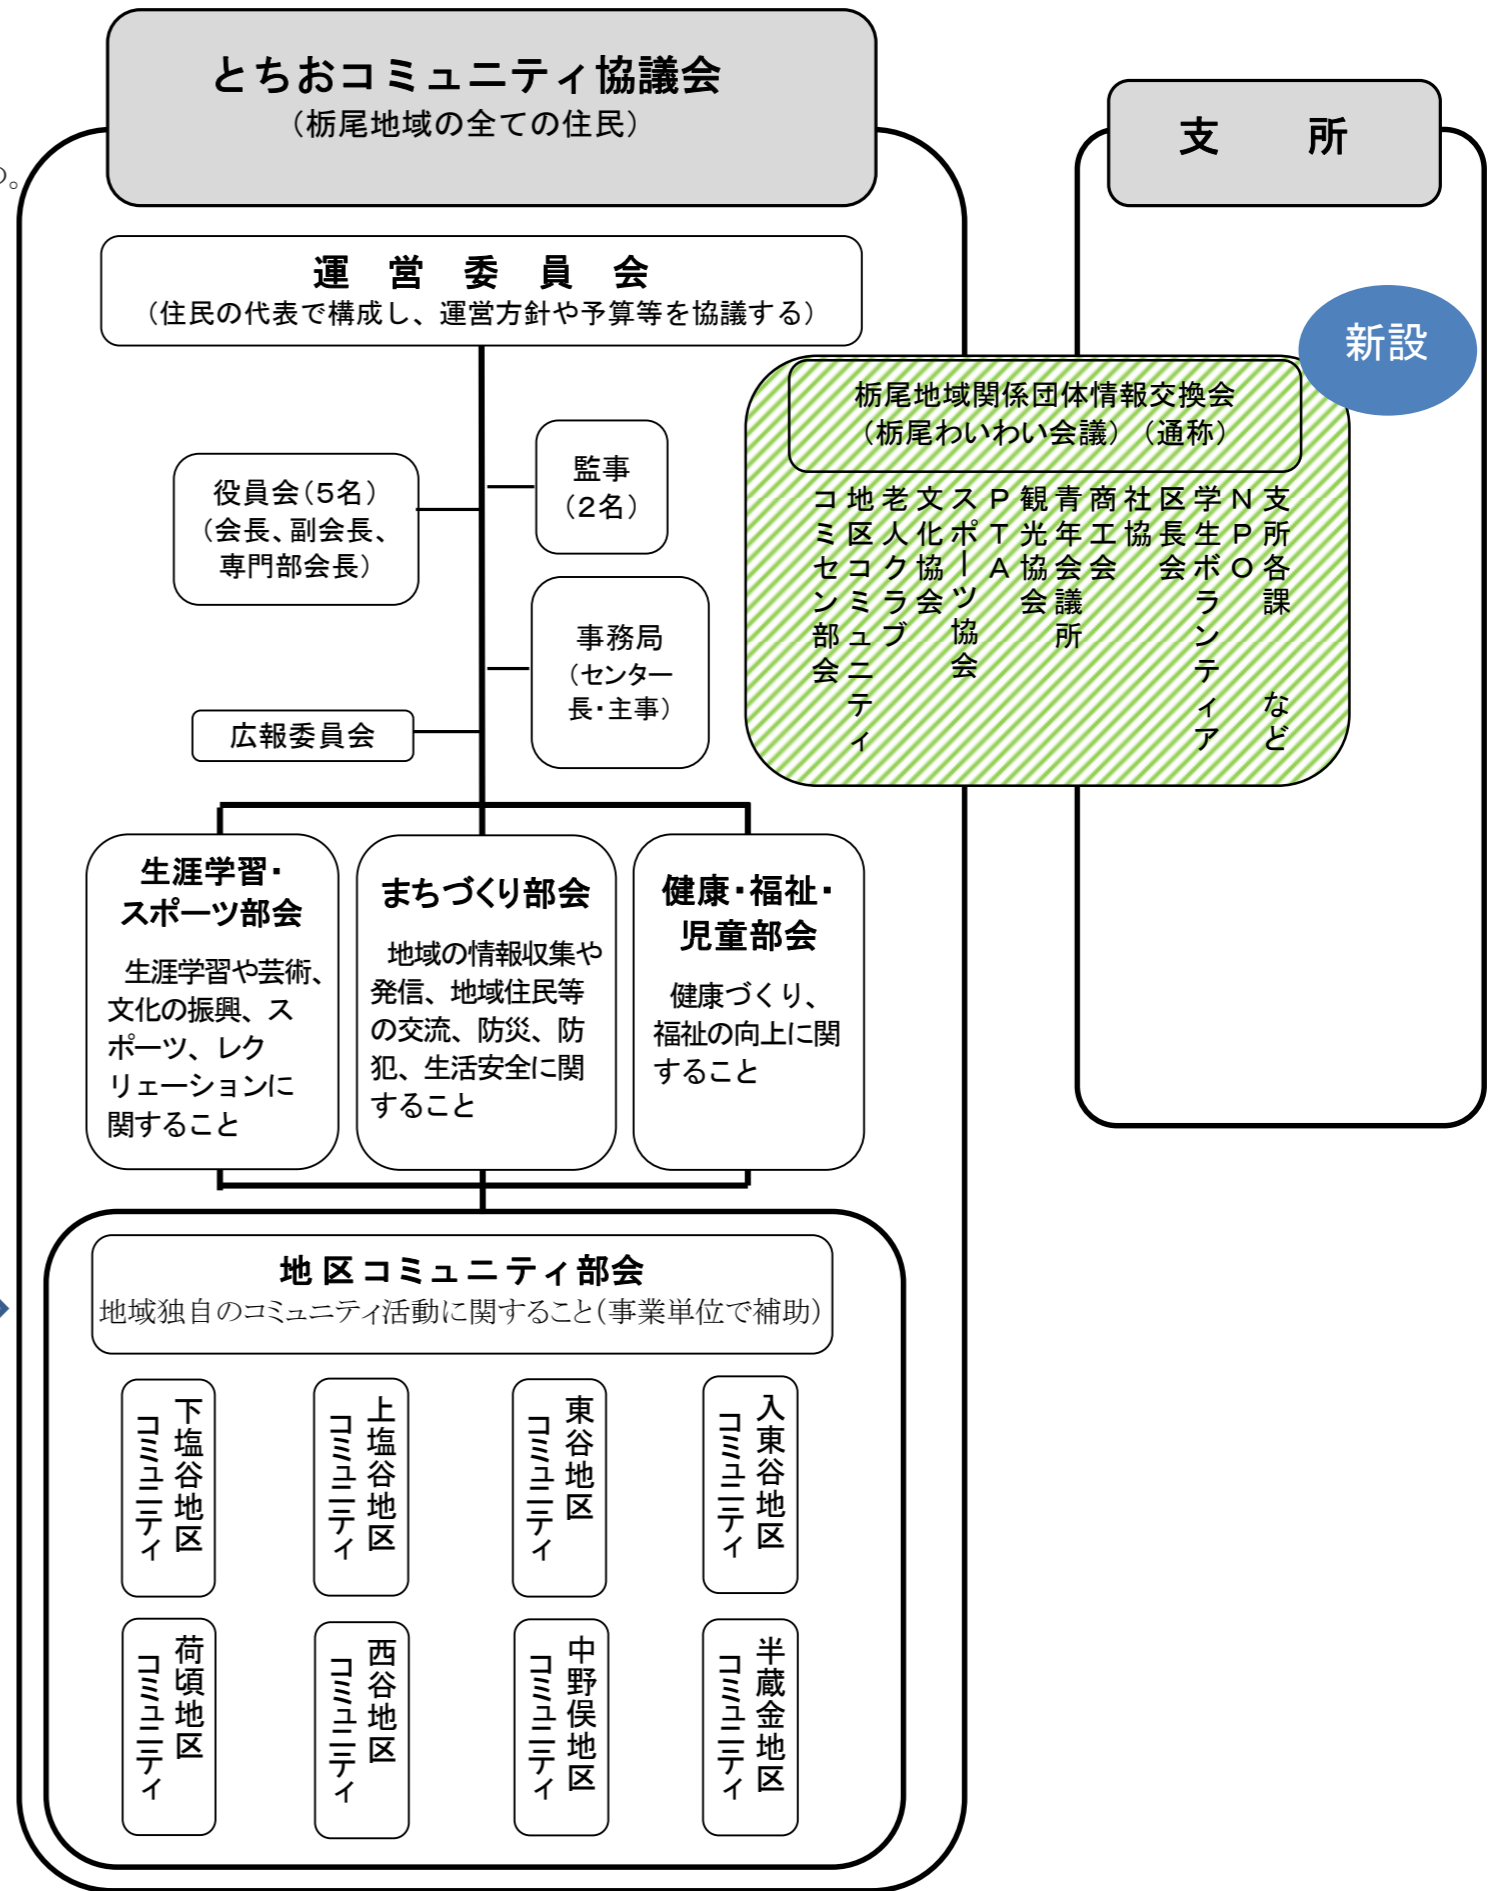 とちおコミュニティ協議会
（栃尾地域の全ての住民）
支　所
。
運営委員会
（住民の代表で構成し、運営方針や予算等を協議する）
新設
栃尾地域関係団体情報交換会
（栃尾わいわい会議）（通称）
支所各課　など
ＮＰＯ
学生ボランティア
区長会
社協
商工会
青年会議所
観光協会
ＰＴＡ
スポーツ協会
文化協会
老人クラブ
地区コミュニティ
コミセン部会
役員会（５名）
（会長、副会長、
専門部会長）
監事
（２名）
事務局
（センター
長・主事）
広報委員会
生涯学習・
スポーツ部会
生涯学習や芸術、
文化の振興、ス
ポーツ、レク
リェーションに
関すること
まちづくり部会
地域の情報収集や
発信、地域住民等
の交流、防災、防
犯、生活安全に関
すること
健康・福祉・
児童部会
健康づくり、
福祉の向上に関
すること
地区コミュニティ部会
地域独自のコミュニティ活動に関すること（事業単位で補助）
下塩谷地区
コミュニティ
上塩谷地区
コミュニティ
東谷地区
コミュニティ
入東谷地区
コミュニティ
荷頃地区
コミュニティ
西谷地区
コミュニティ
中野俣地区
コミュニティ
半蔵金地区
コミュニティ